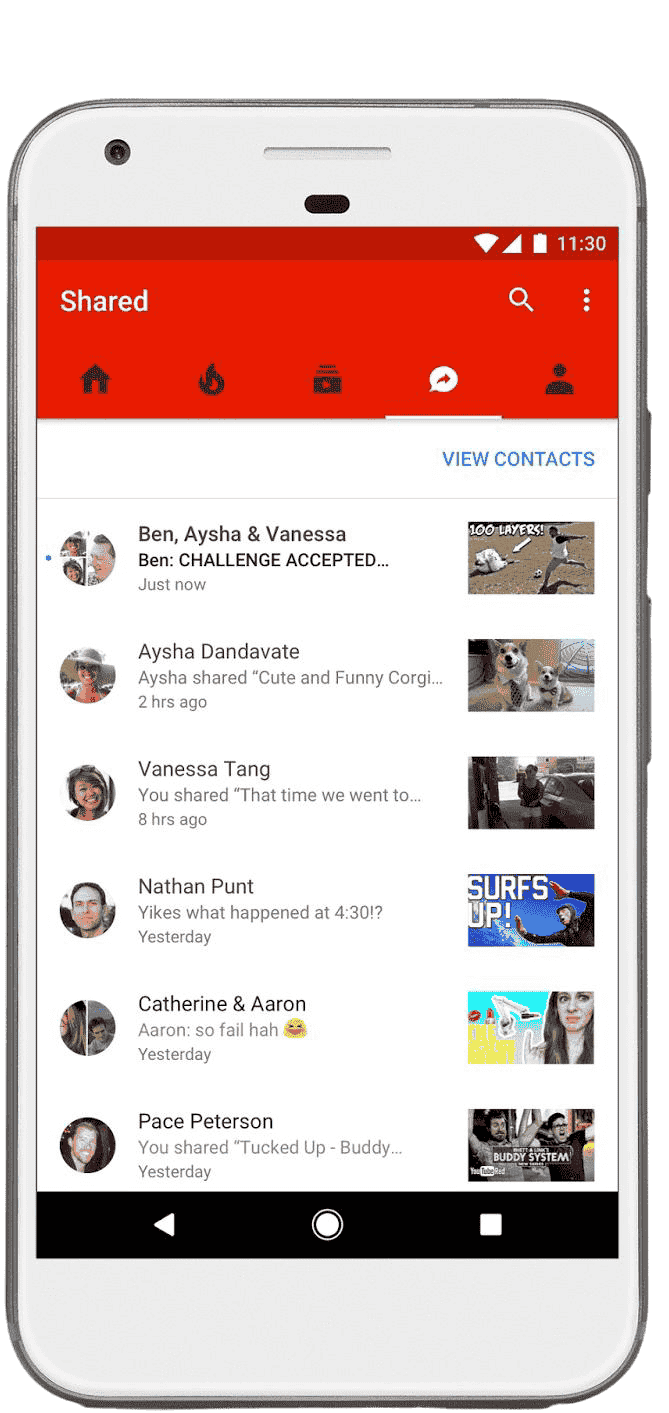 11:30
Shared
VIEW CONTACTS
Ben, Aysha & Vanessa
Ben: CHALLENGE ACCEPTED...
Just now
100 LAYERS!
Aysha Dandavate
Aysha shared “Cute and Funny Corgi...
2 hrs ago
Vanessa Tang
You shared “That time we went to...
8 hrs ago
Nathan Punt
Yikes what happened at 4:30!?
Yesterday
SURFS
UP!
Catherine & Aaron
Aaron: so fail hah 😆
Yesterday
Pace Peterson
You shared “Tucked Up - Buddy...
Yesterday
RHETT & LINK'S
BUDDY SYSTEM
NEW SERIES
YouTube Red